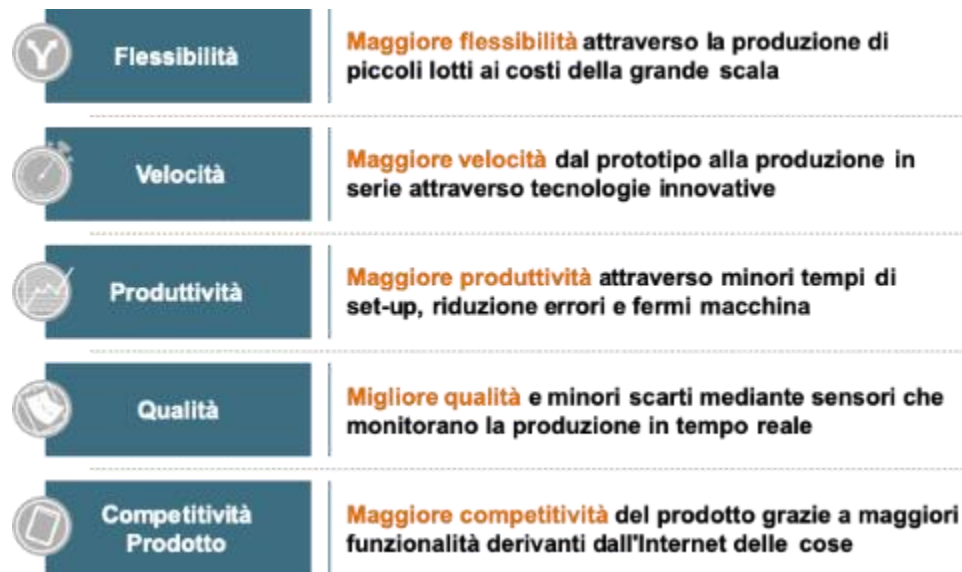 Flessibilità
Maggiore flessibilità attraverso la produzione di
piccoli lotti ai costi della grande scala
Velocità
Maggiore velocità dal prototipo alla produzione in
serie attraverso tecnologie innovative
Produttività
Maggiore produttività attraverso minori tempi di
set-up, riduzione errori e fermi macchina
Qualità
Migliore qualità e minori scarti mediante sensori che
monitorano la produzione in tempo reale
Competitività
Prodotto
Maggiore competitività del prodotto grazie a maggiori
funzionalità derivanti dall'Internet delle cose